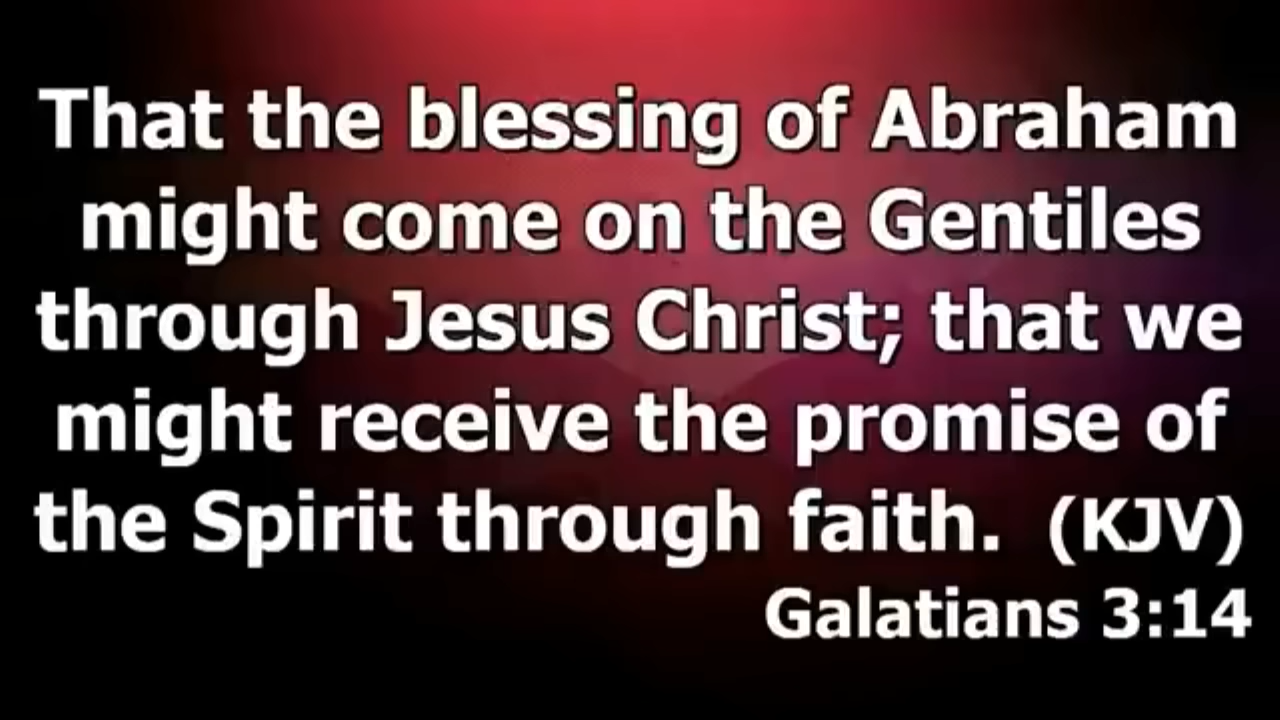 That the blessing of Abraham
might come on the Gentiles
through Jesus Christ; that we
might receive the promise of
the Spirit through faith.  (KJV)
Galatians 3:14